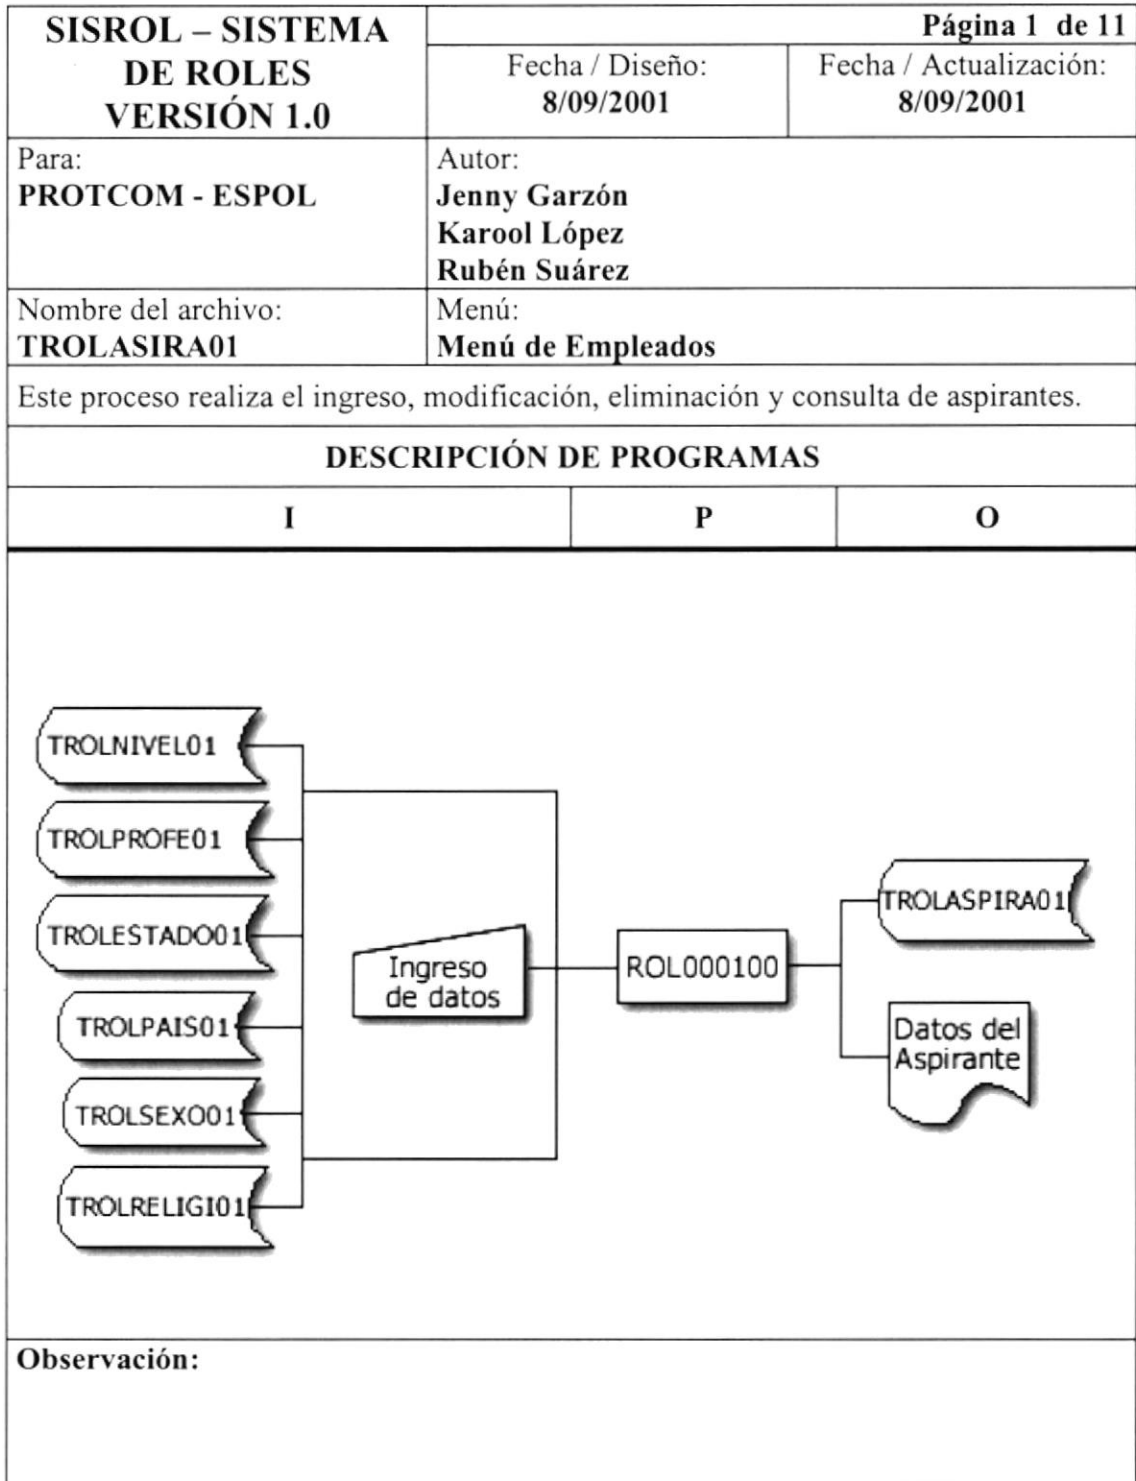 SISROL – SISTEMA
DE ROLES
VERSIÓN 1.0
Página 1 de 11
Fecha / Diseño:
8/09/2001
Fecha / Actualización:
8/09/2001
Para:
PROTCOM - ESPOL
Autor:
Jenny Garzón
Karool López
Rubén Suárez
Nombre del archivo:
TROLASIRA01
Menú:
Menú de Empleados
Este proceso realiza el ingreso, modificación, eliminación y consulta de aspirantes.
DESCRIPCIÓN DE PROGRAMAS
I P O
TROLNIVEL01
TROLPROFE01
TROLESTADO01
TROLPAIS01
TROLSEXO01
TROLRELIGI01
Ingreso
de datos
ROL000100
TROLASPIRA01
Datos del
Aspirante
Observación: